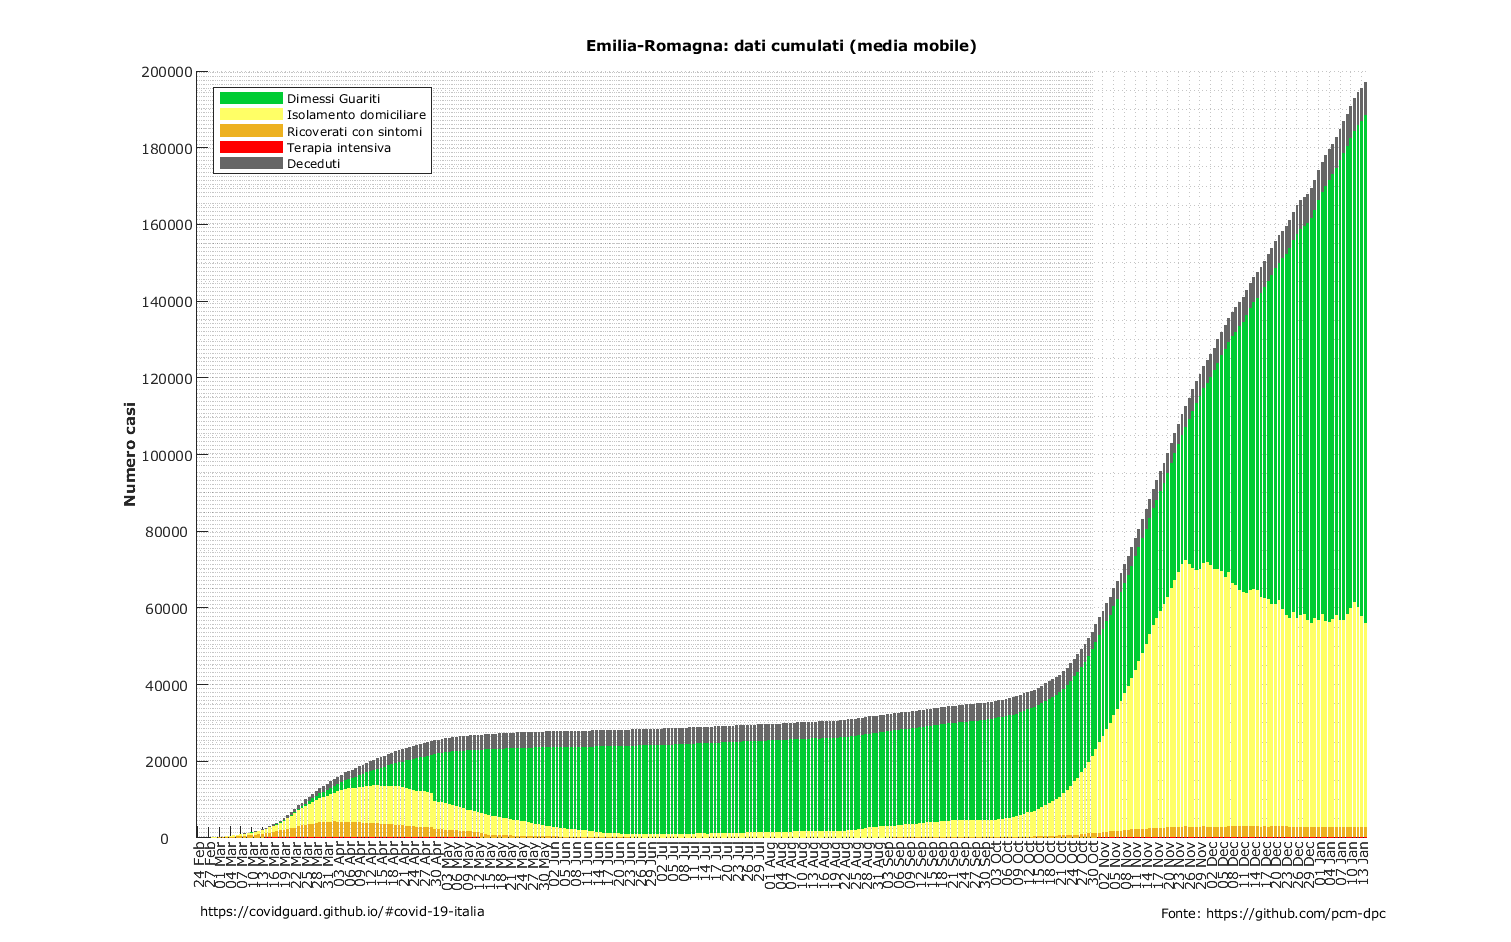 Emilia-Romagna: dati cumulati (media mobile)
200000
180000
160000
140000
120000
100000
80000
60000
40000
20000
0
Numero casi
Dimessi Guariti
Isolamento domiciliare
Ricoverati con sintomi
Terapia intensiva
Deceduti
24 Feb
27 Feb
01 Mar
04 Mar
07 Mar
10 Mar
13 Mar
16 Mar
19 Mar
22 Mar
25 Mar
28 Mar
31 Mar
03 Apr
06 Apr
09 Apr
12 Apr
15 Apr
18 Apr
21 Apr
24 Apr
27 Apr
30 Apr
03 May
06 May
09 May
12 May
15 May
18 May
21 May
24 May
27 May
30 May
02 Jun
05 Jun
08 Jun
11 Jun
14 Jun
17 Jun
20 Jun
23 Jun
26 Jun
29 Jun
02 Jul
05 Jul
08 Jul
11 Jul
14 Jul
17 Jul
20 Jul
23 Jul
26 Jul
29 Jul
01 Aug
04 Aug
07 Aug
10 Aug
13 Aug
16 Aug
19 Aug
22 Aug
25 Aug
28 Aug
31 Aug
03 Sep
06 Sep
09 Sep
12 Sep
15 Sep
18 Sep
21 Sep
24 Sep
27 Sep
30 Sep
03 Oct
06 Oct
09 Oct
12 Oct
15 Oct
18 Oct
21 Oct
24 Oct
27 Oct
30 Oct
02 Nov
05 Nov
08 Nov
11 Nov
14 Nov
17 Nov
20 Nov
23 Nov
26 Nov
29 Nov
02 Dec
05 Dec
08 Dec
11 Dec
14 Dec
17 Dec
20 Dec
23 Dec
26 Dec
29 Dec
01 Jan
04 Jan
07 Jan
10 Jan
13 Jan
https://covidguard.github.io/#covid-19-italia
Fonte: https://github.com/pcm-dpc